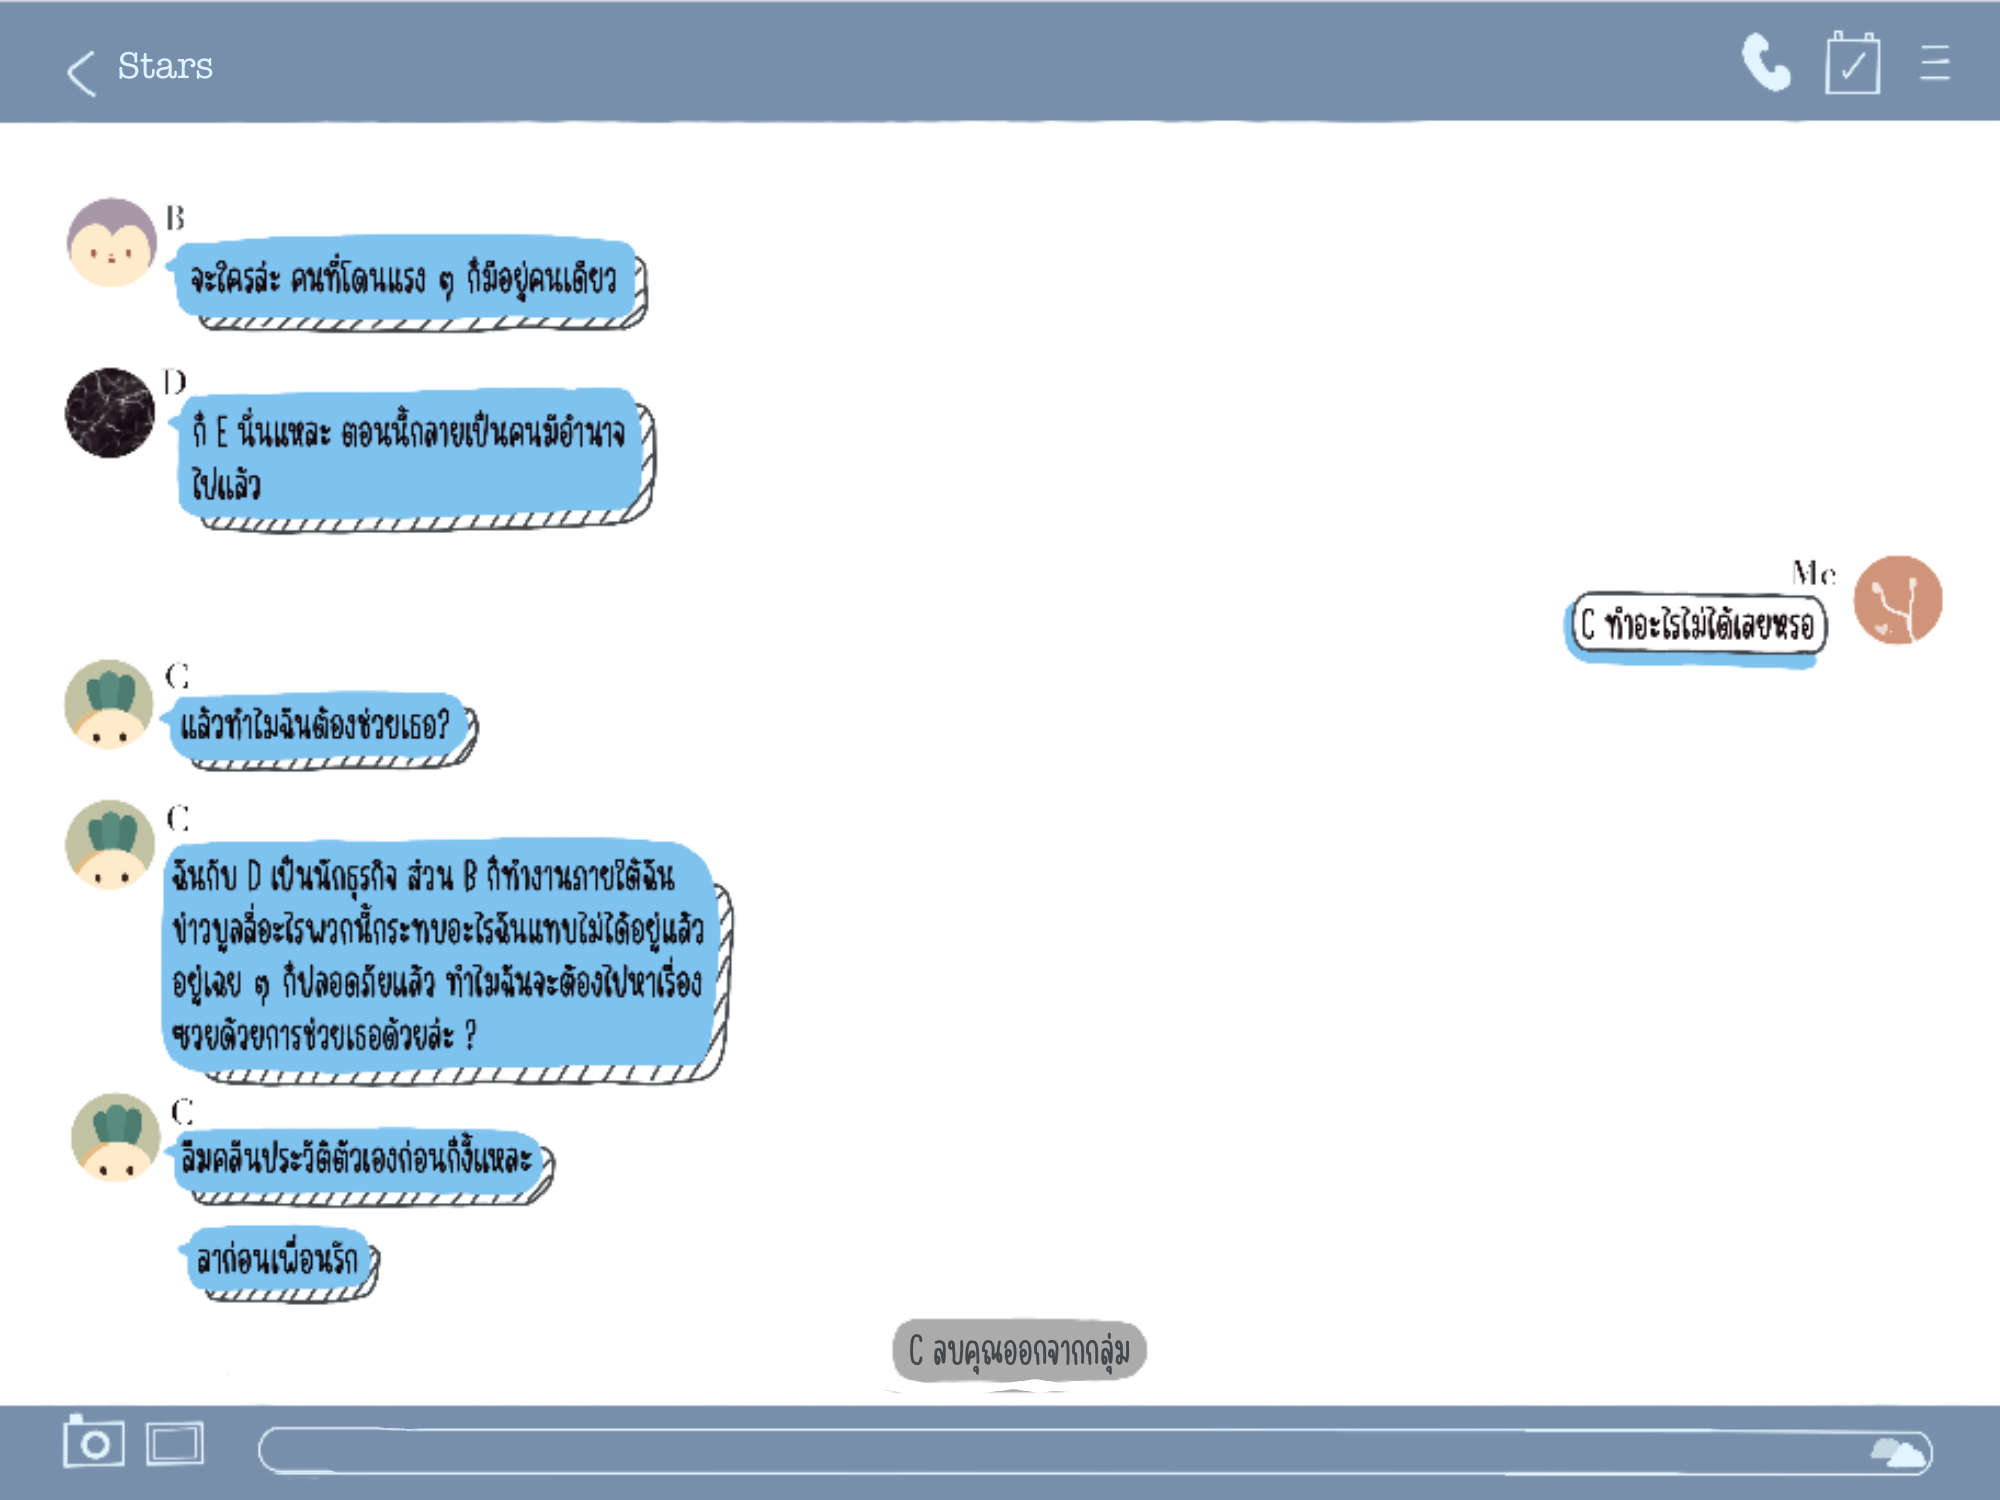 Stars
B
จะใครล่ะ คนที่โดนแรง ๆ ก็มีอยู่คนเดียว
D
ก็ E นั่นแหละ ตอนนี้กลายเป็นคนมีอำนาจ
ไปแล้ว
Me
C ทำอะไรไม่ได้เลยหรอ
C
แล้วทำไมฉันต้องช่วยเธอ?
C
ฉันกับ D เป็นนักธุรกิจ ส่วน B ก็ทำงานภายใต้ฉัน
ข่าวบูลลี่อะไรพวกนี้กระทบอะไรฉันแทบไม่ได้อยู่แล้ว
อยู่เฉย ๆ ก็ปลอดภัยแล้ว ทำไมฉันจะต้องไปหาเรื่อง
ซวยด้วยการช่วยเธอด้วยล่ะ ?
C
ลืมคลีนประวัติตัวเองก่อนก็งี้แหละ
ลาก่อนเพื่อนรัก
C ลบคุณออกจากกลุ่ม